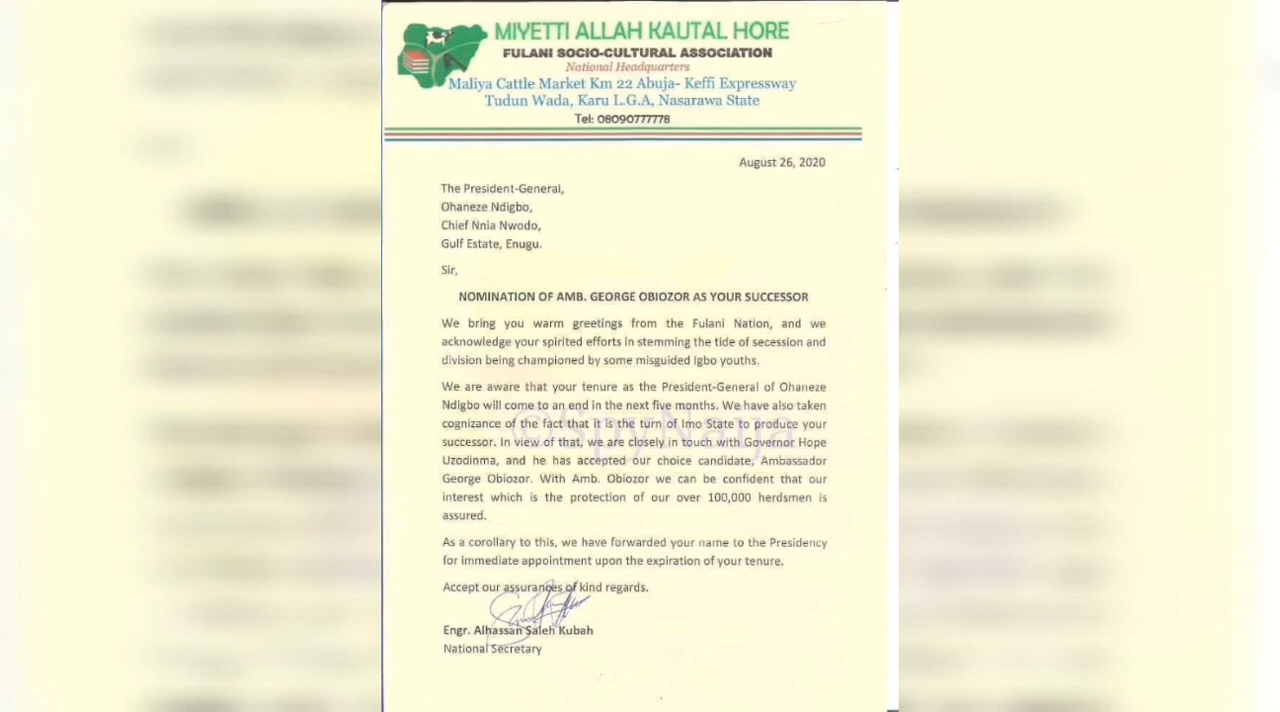 MIYETTI ALLAH KAUTAL HORE
FULANI SOCIO-CULTURAL ASSOCIATION
National Headquarters
Maliya Cattle Market Km 22 Abuja- Keffi Expressway
Tudun Wada, Karu L.G.A, Nasarawa State
Tel: 08090777778
August 26, 2020
The President-General,
Ohaneze Ndigbo,
Chief Nnia Nwodo,
Gulf Estate, Enugu.
Sir,
NOMINATION OF AMB. GEORGE OBIOZOR AS YOUR SUCCESSOR
We bring you warm greetings from the Fulani Nation, and we
acknowledge your spirited efforts in stemming the tide of secession and
division being championed by some misguided Igbo youths.
We are aware that your tenure as the President-General of Ohaneze
Ndigbo will come to an end in the next five months. We have also taken
cognizance of the fact that it is the turn of Imo State to produce your
successor. In view of that, we are closely in touch with Governor Hope
Uzodinma, and he has accepted our choice candidate, Ambassador
George Obiozor. With Amb. Obiozor we can be confident that our
interest which is the protection of our over 100,000 herdsmen is
assured.
As a corollary to this, we have forwarded your name to the Presidency
for immediate appointment upon the expiration of your tenure.
Accept our assurances of kind regards.
Engr. Alhassan Saleh Kubah
National Secretary
©SpyNaija